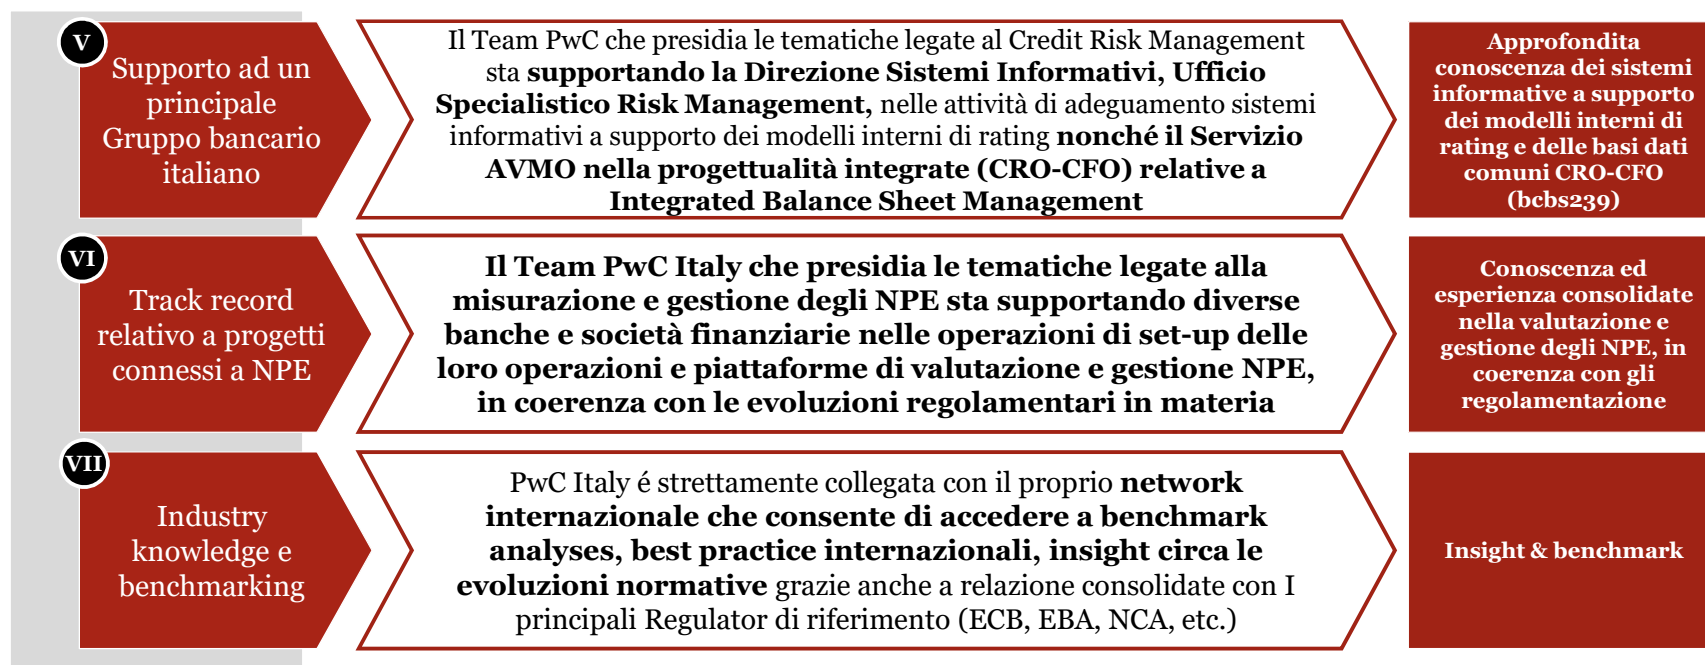 V
Supporto ad un
principale
Gruppo bancario
italiano
Il Team PwC che presidia le tematiche legate al Credit Risk Management
sta supportando la Direzione Sistemi Informativi, Ufficio
Specialistico Risk Management, nelle attività di adeguamento sistemi
informativi a supporto dei modelli interni di rating nonché il Servizio
AVMO nella progettualità integrate (CRO-CFO) relative a
Integrated Balance Sheet Management
Approfondita
conoscenza dei sistemi
informative a supporto
dei modelli interni di
rating e delle basi dati
comuni CRO-CFO
(bcbs239)
VI
Track record
relativo a progetti
connessi a NPE
Il Team PwC Italy che presidia le tematiche legate alla
misurazione e gestione degli NPE sta supportando diverse
banche e società finanziarie nelle operazioni di set-up delle
loro operazioni e piattaforme di valutazione e gestione NPE,
in coerenza con le evoluzioni regolamentari in materia
Conoscenza ed
esperienza consolidate
nella valutazione e
gestione degli NPE, in
coerenza con gli
regolamentazione
VII
Industry
knowledge e
benchmarking
PwC Italy é strettamente collegata con il proprio network
internazionale che consente di accedere a benchmark
analyses, best practice internazionali, insight circa le
evoluzioni normative grazie anche a relazione consolidate con I
principali Regulator di riferimento (ECB, EBA, NCA, etc.)
Insight & benchmark